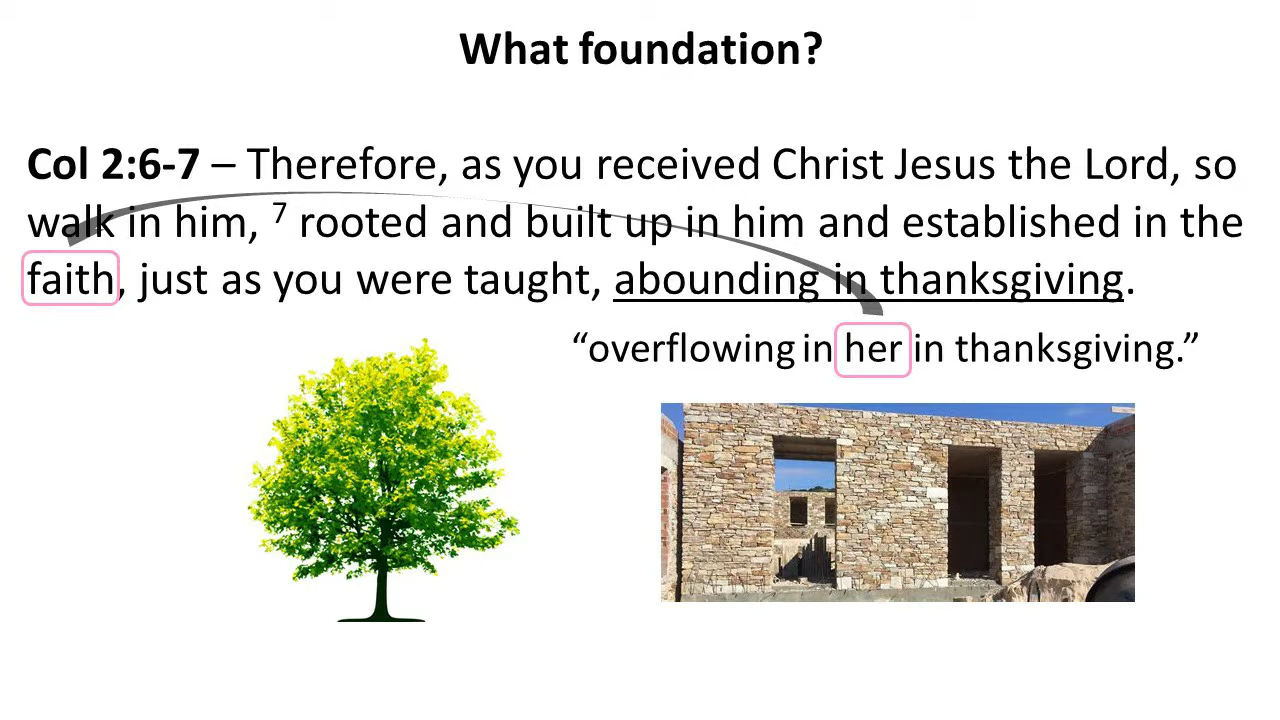 What foundation?
Col 2:6-7 – Therefore, as you received Christ Jesus the Lord, so
walk in him, ⁷ rooted and built up in him and established in the
faith, just as you were taught, abounding in thanksgiving.
“overflowing in her in thanksgiving.”